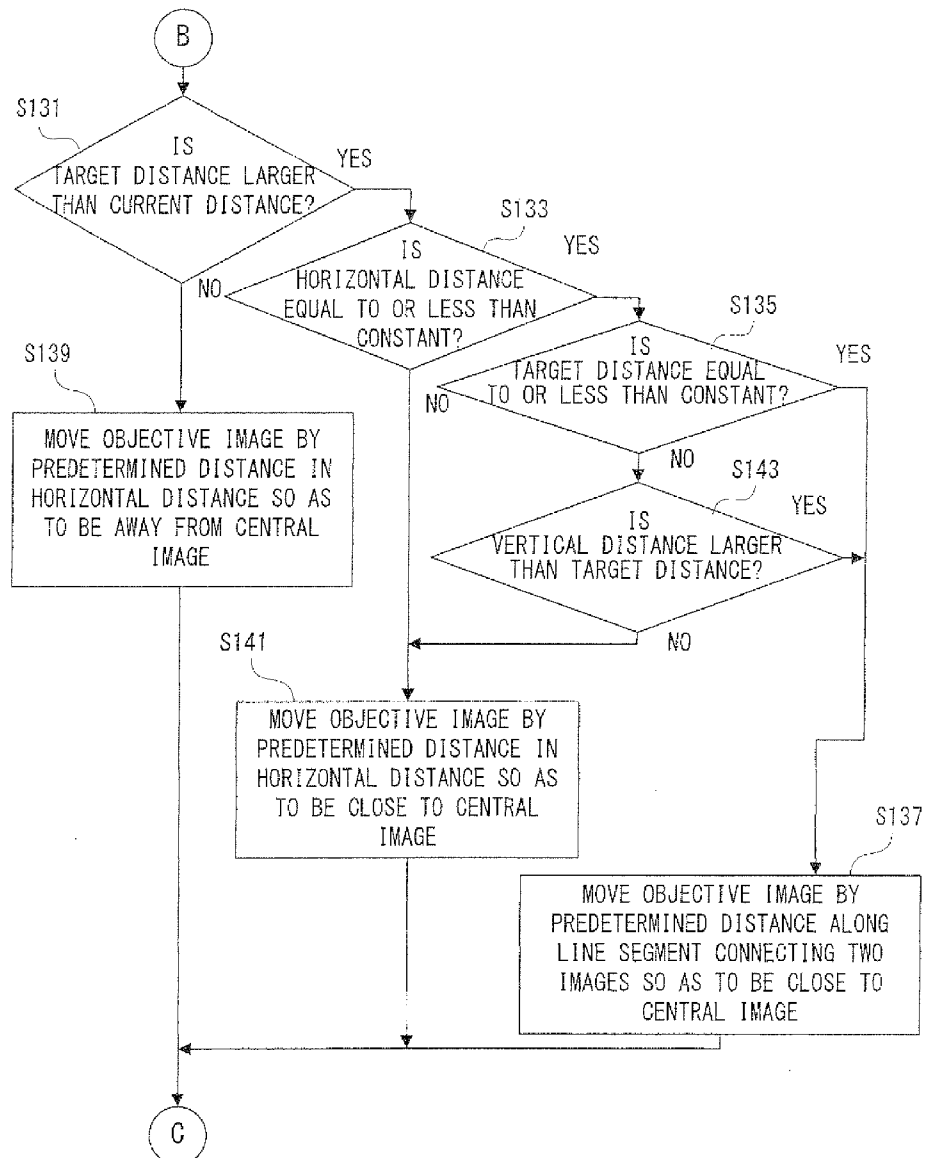 B
S131
IS
TARGET DISTANCE LARGER
THAN CURRENT DISTANCE?
YES
NO
S133
IS
HORIZONTAL DISTANCE
EQUAL TO OR LESS THAN
CONSTANT?
YES
NO
S135
IS
TARGET DISTANCE EQUAL
TO OR LESS THAN CONSTANT?
YES
NO
S143
IS
VERTICAL DISTANCE LARGER
THAN TARGET DISTANCE?
YES
NO
S139
MOVE OBJECTIVE IMAGE BY
PREDETERMINED DISTANCE IN
HORIZONTAL DISTANCE SO AS
TO BE AWAY FROM CENTRAL
IMAGE
S141
MOVE OBJECTIVE IMAGE BY
PREDETERMINED DISTANCE IN
HORIZONTAL DISTANCE SO AS
TO BE CLOSE TO CENTRAL
IMAGE
S137
MOVE OBJECTIVE IMAGE BY
PREDETERMINED DISTANCE ALONG
LINE SEGMENT CONNECTING TWO
IMAGES SO AS TO BE CLOSE TO
CENTRAL IMAGE
C